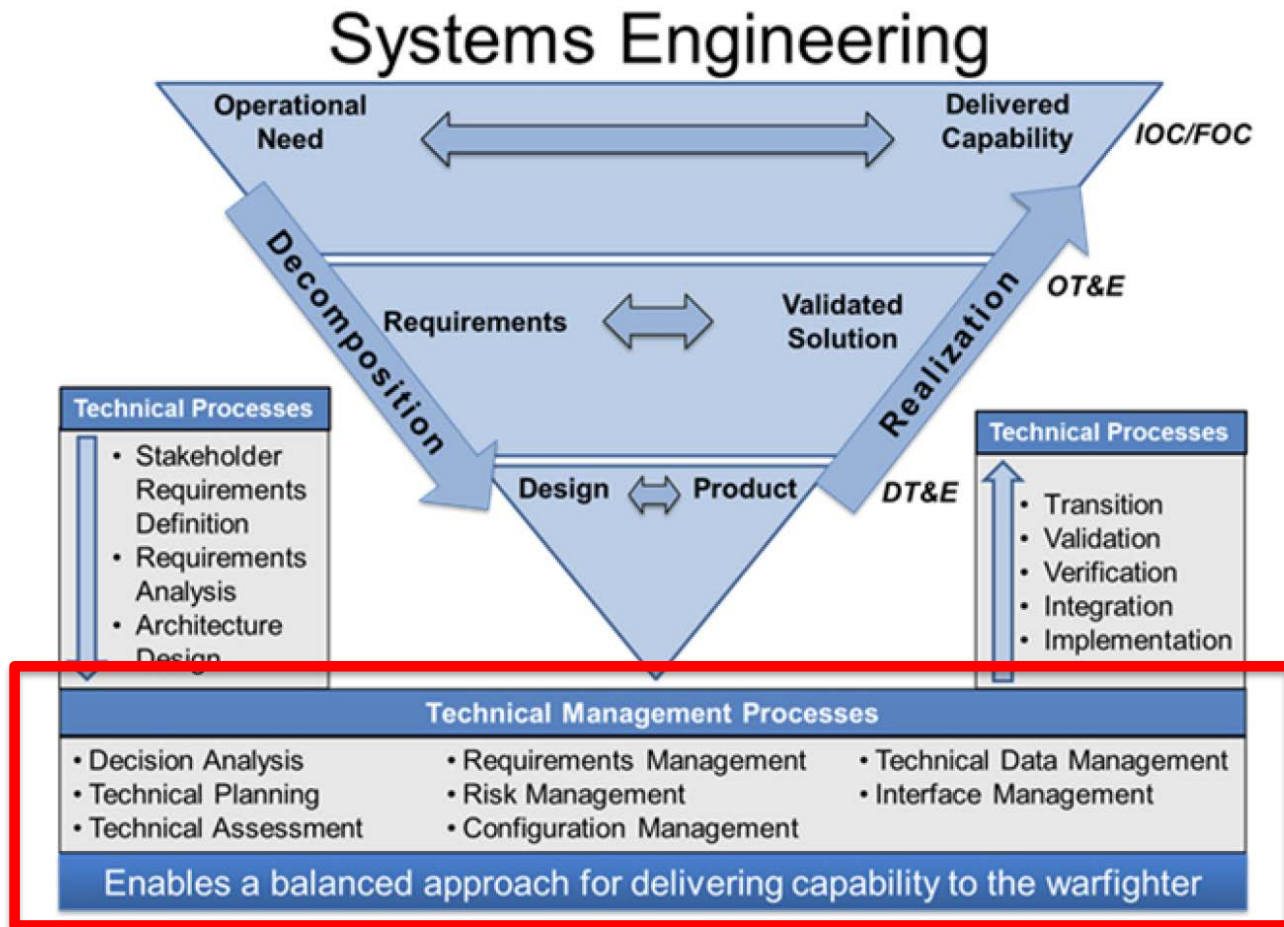 Systems Engineering
Operational
Need
Delivered
Capability
IOC/FOC
Decomposition
Realization
OT&E
Requirements
Validated
Solution
Design
Product
DT&E
Technical Processes
• Stakeholder
Requirements
Definition
• Requirements
Analysis
• Architecture
Design
Technical Processes
• Transition
• Validation
• Verification
• Integration
• Implementation
Technical Management Processes
• Decision Analysis
• Technical Planning
• Technical Assessment
• Requirements Management
• Risk Management
• Configuration Management
• Technical Data Management
• Interface Management
Enables a balanced approach for delivering capability to the warfighter